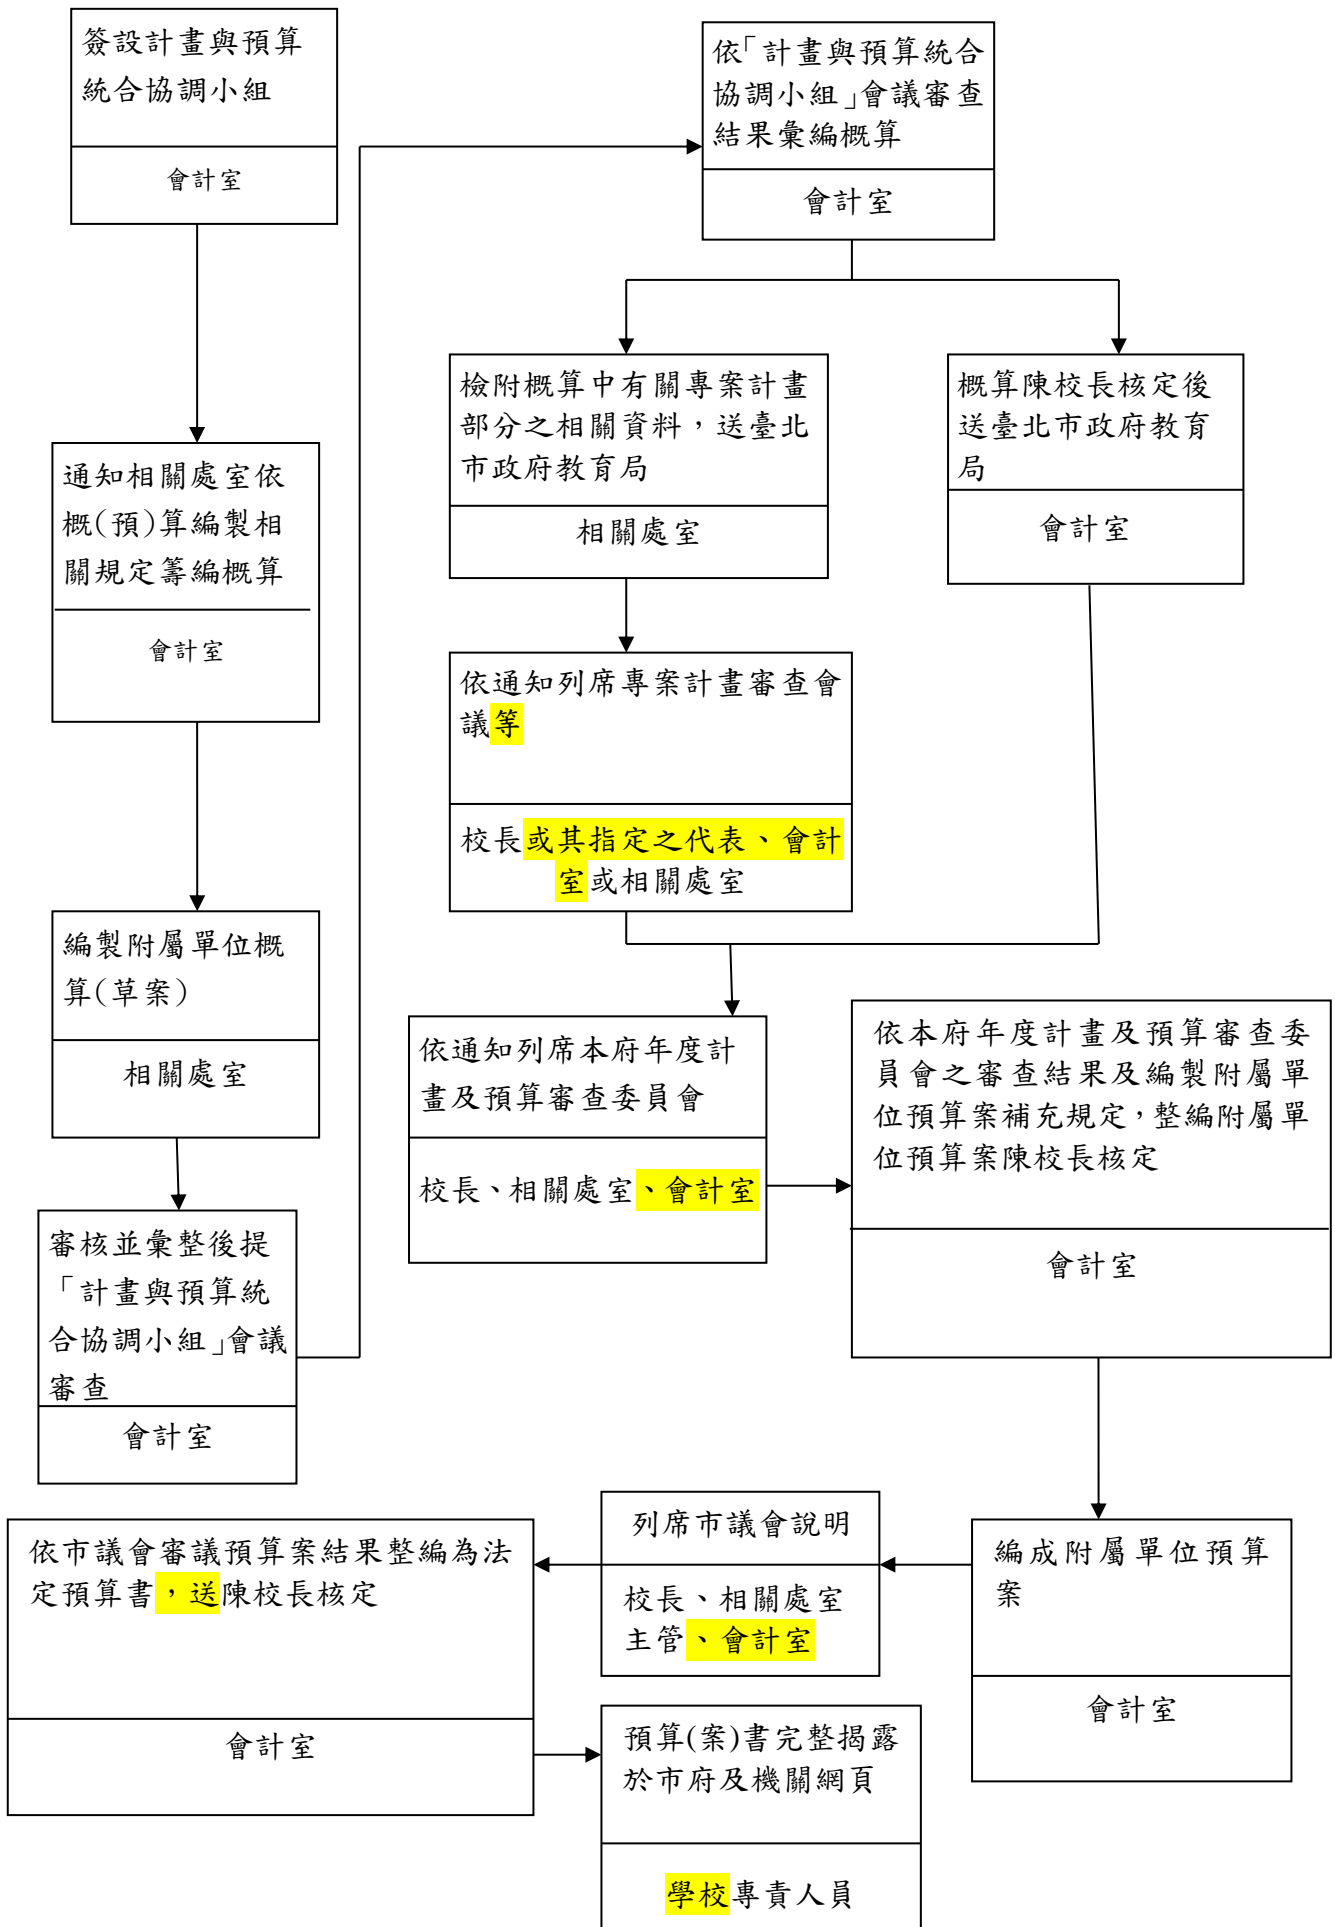 簽設計畫與預算
統合協調小組
會計室
通知相關處室依
概(預)算編製相
關規定籌編概算
會計室
編製附屬單位概
算(草案)
相關處室
審核並彙整後提
「計畫與預算統
合協調小組」會議
審查
會計室
依「計畫與預算統合
協調小組」會議審查
結果彙編概算
會計室
檢附概算中有關專案計畫
部分之相關資料，送臺北
市政府教育局
相關處室
概算陳校長核定後
送臺北市政府教育
局
會計室
依通知列席專案計畫審查會
議等
校長或其指定之代表、會計
室或相關處室
依通知列席本府年度計
畫及預算審查委員會
校長、相關處室、會計室
依本府年度計畫及預算審查委
員會之審查結果及編製附屬單
位預算案補充規定，整編附屬單
位預算案陳校長核定
會計室
編成附屬單位預算
案
會計室
列席市議會說明
校長、相關處室
主管、會計室
依市議會審議預算案結果整編為法
定預算書，送陳校長核定
會計室
預算(案)書完整揭露
於市府及機關網頁
學校專責人員